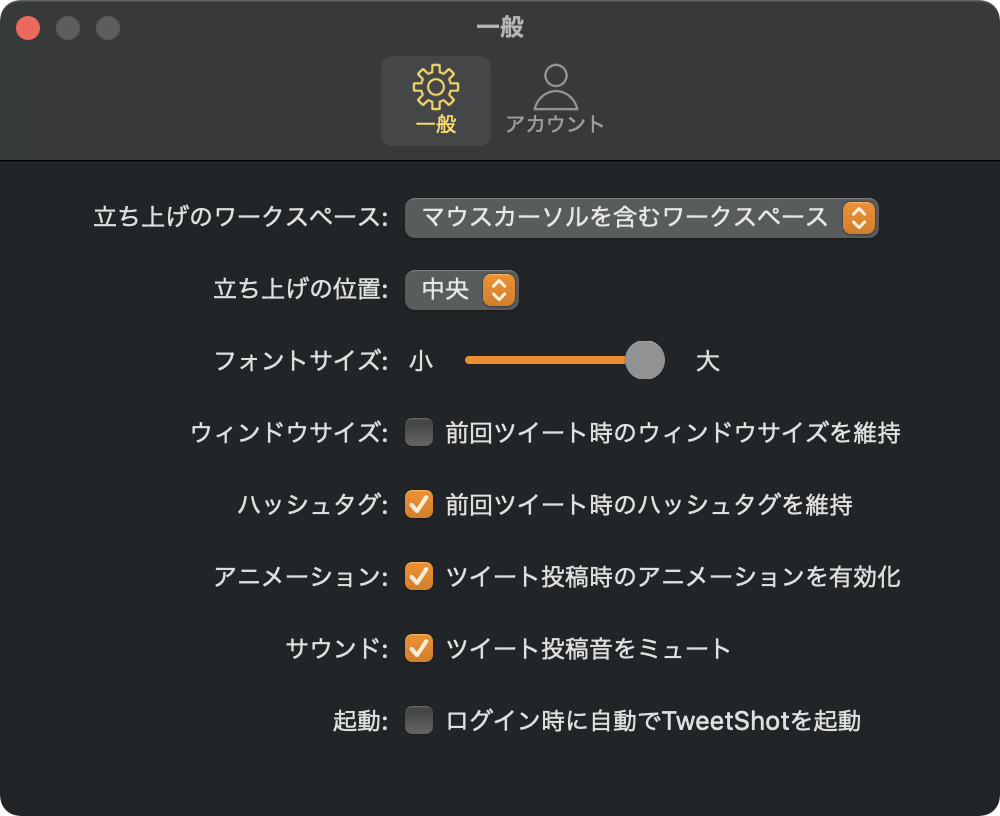 一般
一般 アカウント
立ち上げのワークスペース: マウスカーソルを含むワークスペース
立ち上げの位置: 中央
フォントサイズ: 小 大
ウィンドウサイズ: 前回ツイート時のウィンドウサイズを維持
ハッシュタグ: 前回ツイート時のハッシュタグを維持
アニメーション: ツイート投稿時のアニメーションを有効化
サウンド: ツイート投稿音をミュート
起動: ログイン時に自動でTweetShotを起動